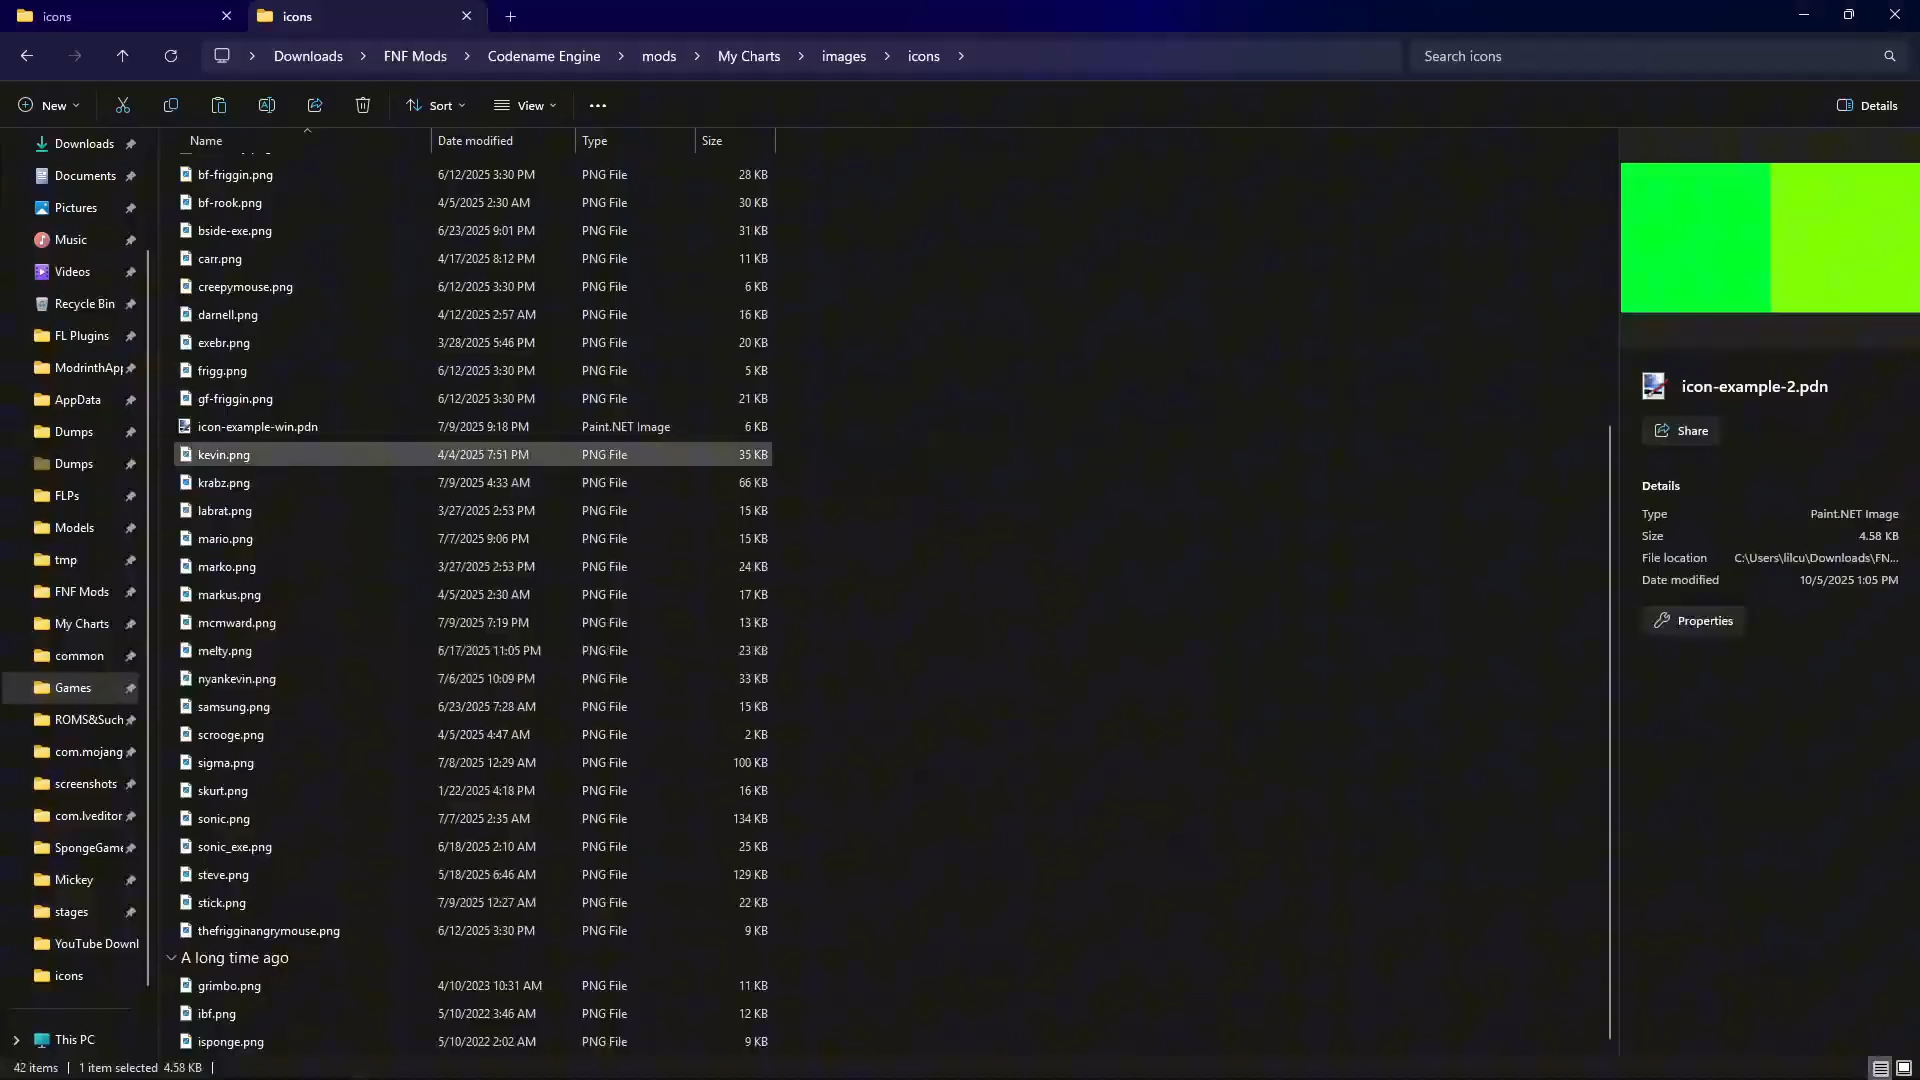 icons
icons
Downloads > FNF Mods > Codename Engine > mods > My Charts > images > icons >
Search icons
New
Sort
View
Details
Name Date modified Type Size
bf-friggin.png 6/12/2025 3:30 PM PNG File 28 KB
bf-rook.png 4/5/2025 2:30 AM PNG File 30 KB
bside-exe.png 6/23/2025 9:01 PM PNG File 31 KB
carr.png 4/17/2025 8:12 PM PNG File 11 KB
creepymouse.png 6/12/2025 3:30 PM PNG File 6 KB
darnell.png 4/12/2025 2:57 AM PNG File 16 KB
exebr.png 3/28/2025 5:46 PM PNG File 20 KB
frigg.png 6/12/2025 3:30 PM PNG File 5 KB
gf-friggin.png 6/12/2025 3:30 PM PNG File 21 KB
icon-example-win.pdn 7/9/2025 9:18 PM Paint.NET Image 6 KB
kevin.png 4/4/2025 7:51 PM PNG File 35 KB
krabz.png 7/9/2025 4:33 AM PNG File 66 KB
labrat.png 3/27/2025 2:53 PM PNG File 15 KB
mario.png 7/7/2025 9:06 PM PNG File 15 KB
marko.png 3/27/2025 2:53 PM PNG File 24 KB
markus.png 4/5/2025 2:30 AM PNG File 17 KB
mcmward.png 7/9/2025 7:19 PM PNG File 13 KB
melty.png 6/17/2025 11:05 PM PNG File 23 KB
nyankevin.png 7/6/2025 10:09 PM PNG File 33 KB
samsung.png 6/23/2025 7:28 AM PNG File 15 KB
scrooge.png 4/5/2025 4:47 AM PNG File 2 KB
sigma.png 7/8/2025 12:29 AM PNG File 100 KB
skurt.png 1/22/2025 4:18 PM PNG File 16 KB
sonic.png 7/7/2025 2:35 AM PNG File 134 KB
sonic_exe.png 6/18/2025 2:10 AM PNG File 25 KB
steve.png 5/18/2025 6:46 AM PNG File 129 KB
stick.png 7/9/2025 12:27 AM PNG File 22 KB
thefrigginangrymouse.png 6/12/2025 3:30 PM PNG File 9 KB
A long time ago
grimbo.png 4/10/2023 10:31 AM PNG File 11 KB
ibf.png 5/10/2022 3:46 AM PNG File 12 KB
isponge.png 5/10/2022 2:02 AM PNG File 9 KB
Downloads
Documents
Pictures
Music
Videos
Recycle Bin
FL Plugins
ModrinthApp
AppData
Dumps
Dumps
FLPs
Models
tmp
FNF Mods
My Charts
common
Games
ROMS&Such
com.mojang
screenshots
com.lveditor
SpongeGame
Mickey
stages
YouTube Downl
icons
This PC
icon-example-2.pdn
Share
Details
Type Paint.NET Image
Size 4.58 KB
File location C:\Users\lilcu\Downloads\FN...
Date modified 10/5/2025 1:05 PM
Properties
42 items | 1 item selected 4.58 KB |